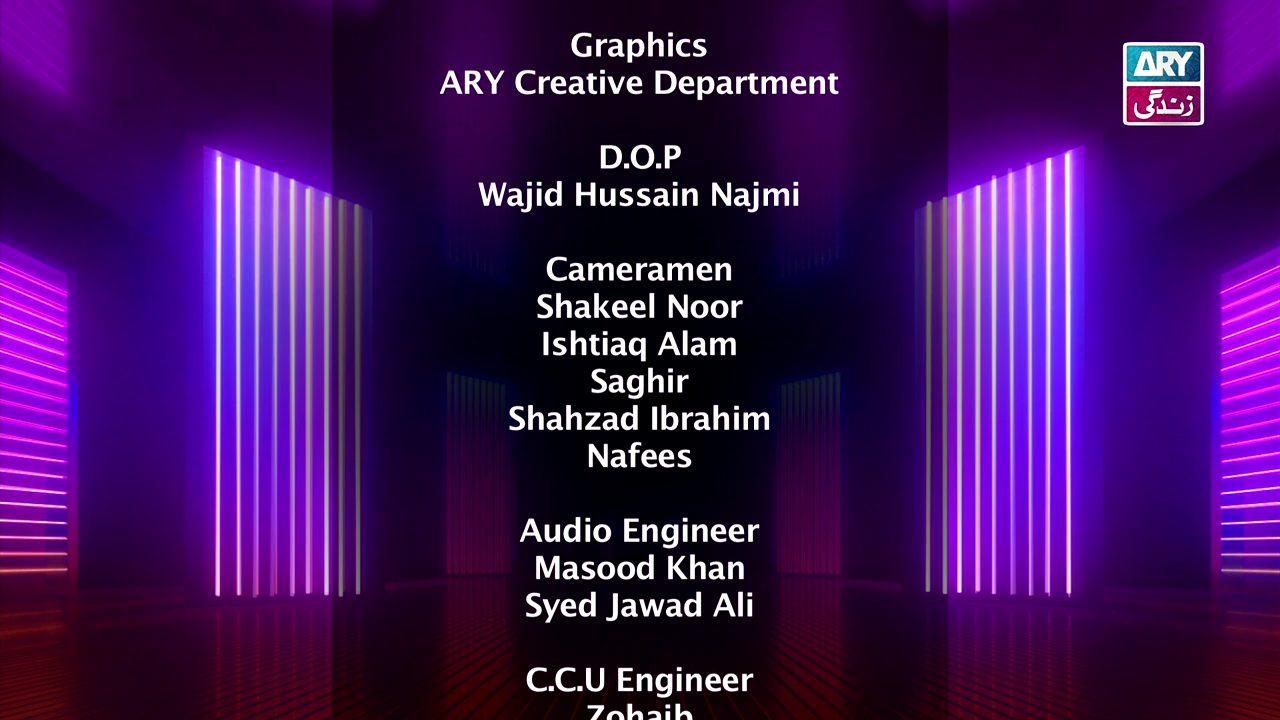 Graphics
ARY Creative Department
D.O.P
Wajid Hussain Najmi
Cameramen
Shakeel Noor
Ishtiaq Alam
Saghir
Shahzad Ibrahim
Nafees
Audio Engineer
Masood Khan
Syed Jawad Ali
C.C.U Engineer
Zohaib
ARY
زندگی